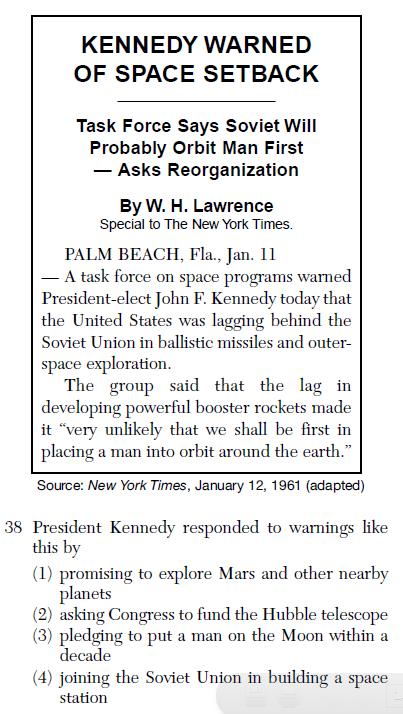 KENNEDY WARNED
OF SPACE SETBACK
Task Force Says Soviet Will
Probably Orbit Man First
— Asks Reorganization
By W. H. Lawrence
Special to The New York Times.
PALM BEACH, Fla., Jan. 11
— A task force on space programs warned
President-elect John F. Kennedy today that
the United States was lagging behind the
Soviet Union in ballistic missiles and outer-
space exploration.
The group said that the lag in
developing powerful booster rockets made
it “very unlikely that we shall be first in
placing a man into orbit around the earth.”
Source: New York Times, January 12, 1961 (adapted)
38 President Kennedy responded to warnings like
this by
(1) promising to explore Mars and other nearby
planets
(2) asking Congress to fund the Hubble telescope
(3) pledging to put a man on the Moon within a
decade
(4) joining the Soviet Union in building a space
station